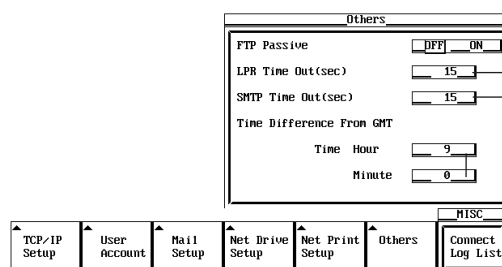 Others
FTP Passive OFF ON
LPR Time Out(sec) 15
SMTP Time Out(sec) 15
Time Difference From GMT
Time Hour 9
Minute 0
MISC
TCP/IP Setup
User Account
Mail Setup
Net Drive Setup
Net Print Setup
Others
Connect Log List